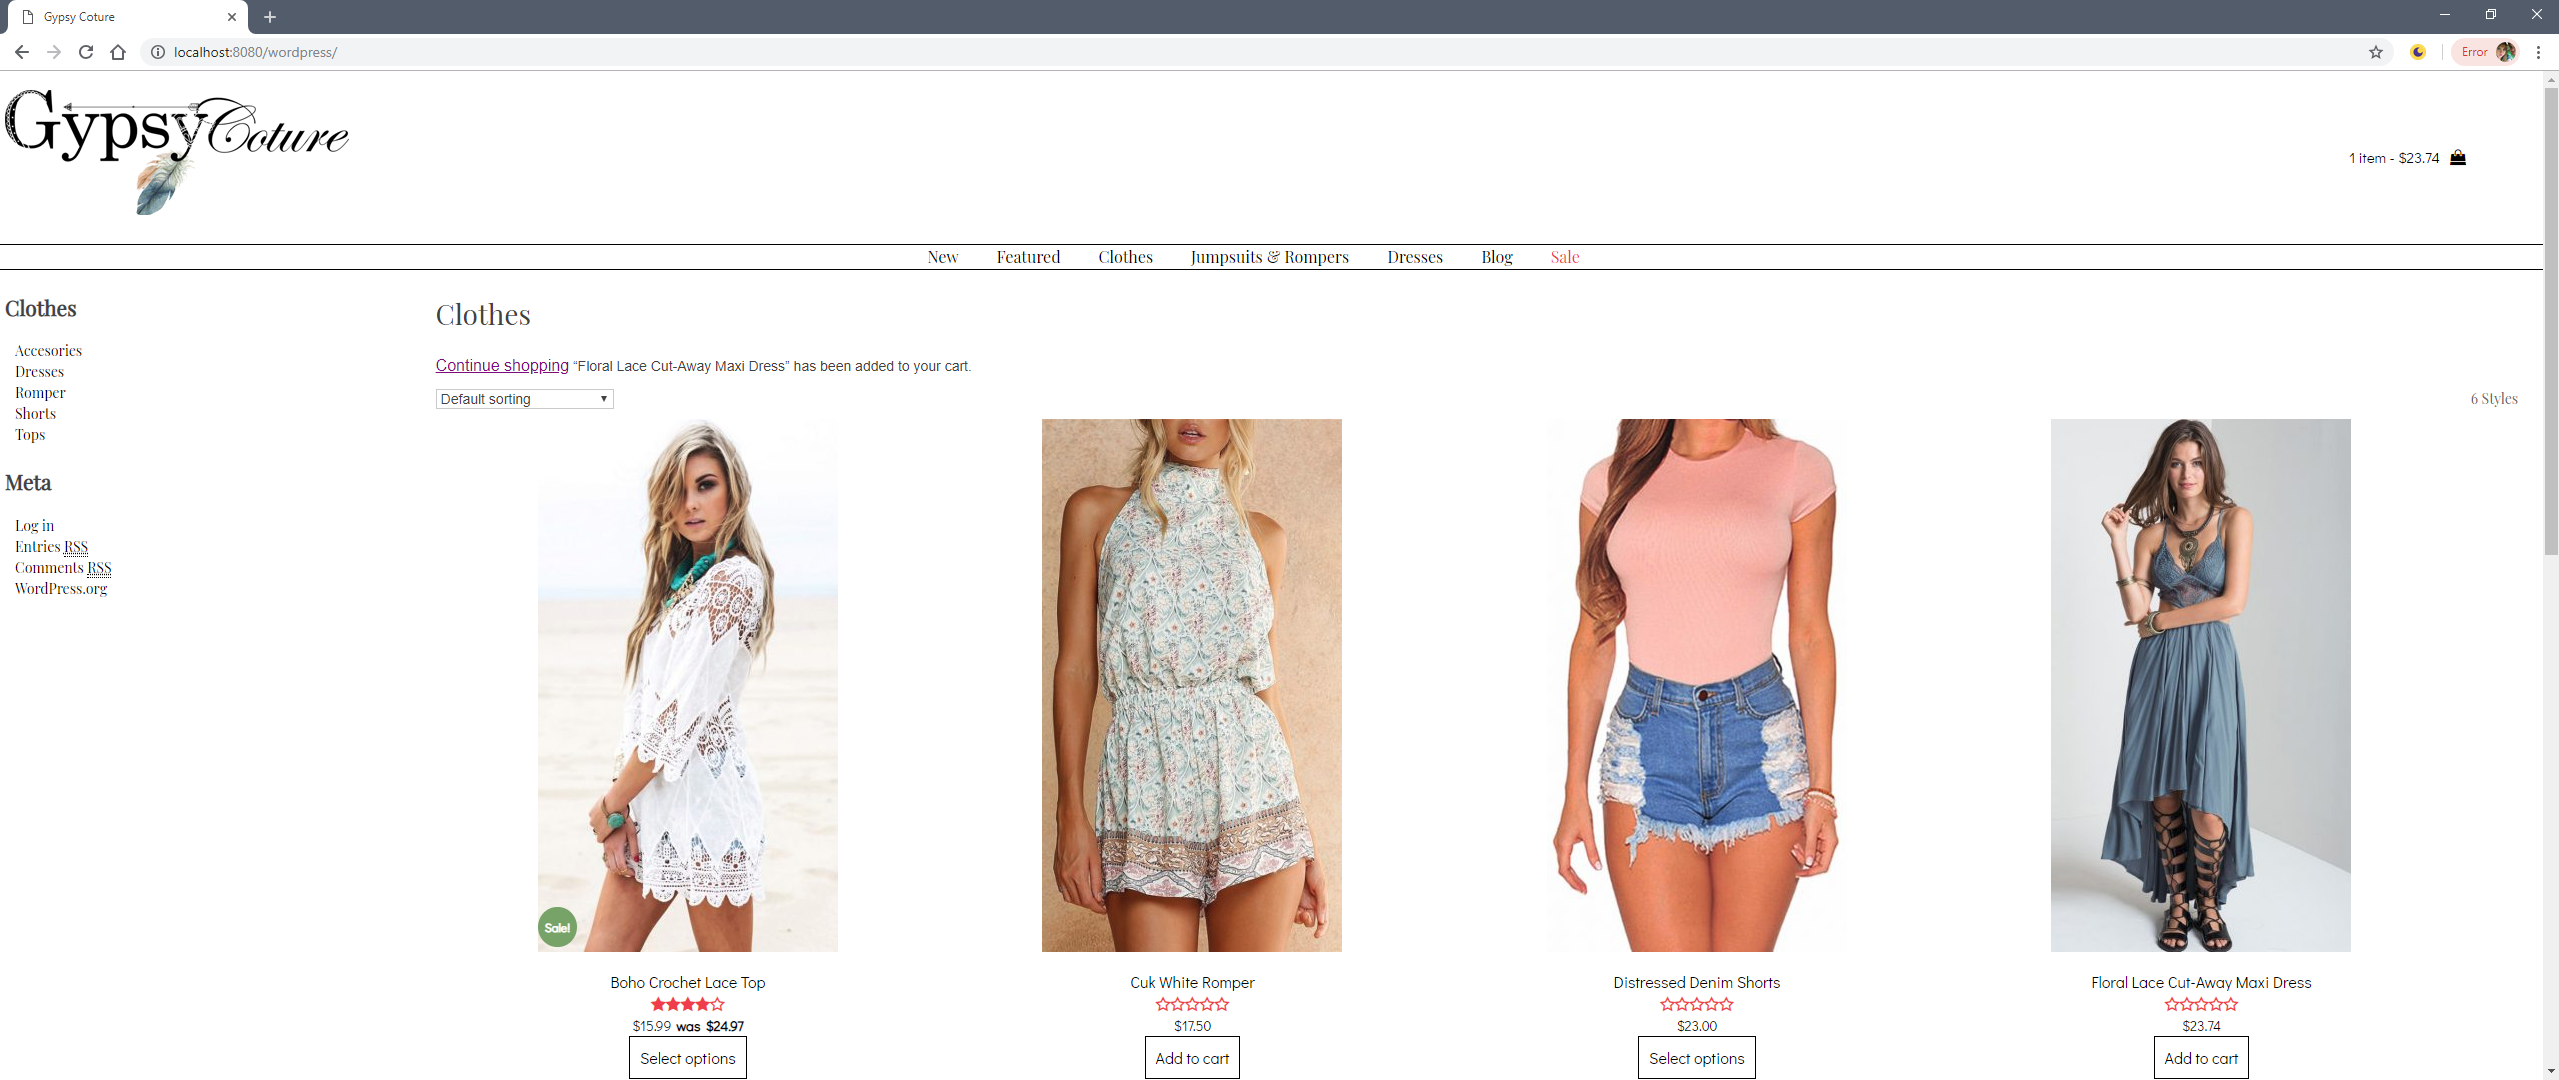 Gypsy Coture
localhost:8080/wordpress/
Error
Gypsy Coture
1 item - $23.74
New Featured Clothes Jumpsuits & Rompers Dresses Blog Sale
Clothes
Accesories
Dresses
Romper
Shorts
Tops
Meta
Log in
Entries RSS
Comments RSS
WordPress.org
Clothes
Continue shopping “Floral Lace Cut-Away Maxi Dress” has been added to your cart.
Default sorting
6 Styles
Sale!
Boho Crochet Lace Top
$15.99 was $24.97
Select options
Cuk White Romper
$17.50
Add to cart
Distressed Denim Shorts
$23.00
Select options
Floral Lace Cut-Away Maxi Dress
$23.74
Add to cart